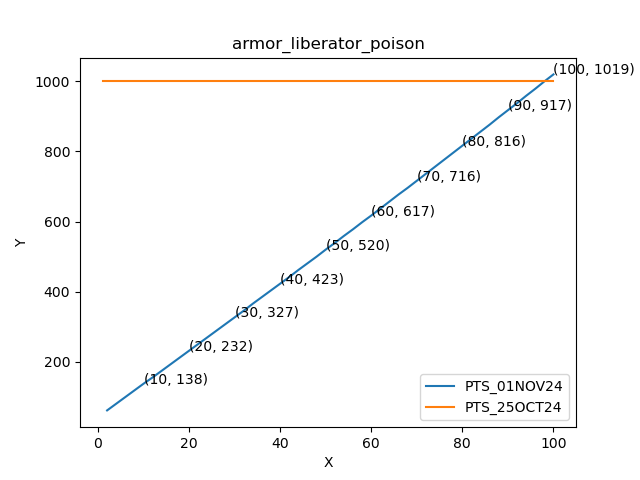 armor_liberator_poison
Y
1000
800
600
400
200
(100, 1019)
(90, 917)
(80, 816)
(70, 716)
(60, 617)
(50, 520)
(40, 423)
(30, 327)
(20, 232)
(10, 138)
PTS_01NOV24
PTS_25OCT24
0 20 40 60 80 100
X